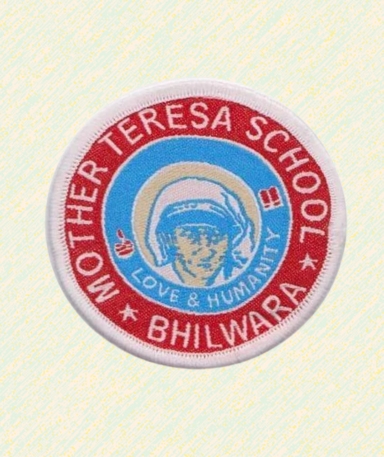 MOTHER TERESA SCHOOL
LOVE & HUMANITY
★ BHILWARA ★